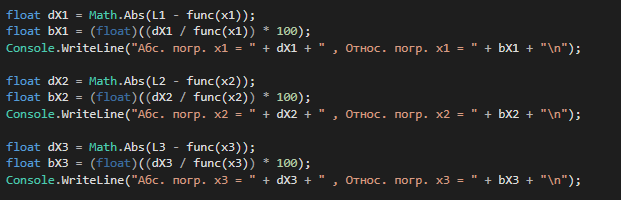 float dX1 = Math.Abs(L1 - func(x1));
float bX1 = (float)((dX1 / func(x1)) * 100);
Console.WriteLine("Абс. погр. x1 = " + dX1 + " , Относ. погр. x1 = " + bX1 + "\n");
float dX2 = Math.Abs(L2 - func(x2));
float bX2 = (float)((dX2 / func(x2)) * 100);
Console.WriteLine("Абс. погр. x2 = " + dX2 + " , Относ. погр. x2 = " + bX2 + "\n");
float dX3 = Math.Abs(L3 - func(x3));
float bX3 = (float)((dX3 / func(x3)) * 100);
Console.WriteLine("Абс. погр. x3 = " + dX3 + " , Относ. погр. x3 = " + bX3 + "\n");